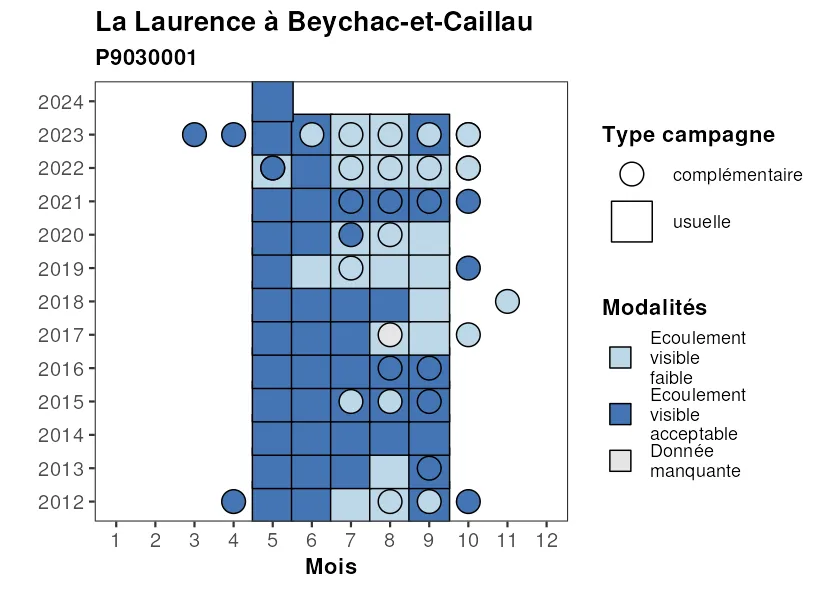 La Laurence à Beychac-et-Caillau
P9030001
2024
2023
2022
2021
2020
2019
2018
2017
2016
2015
2014
2013
2012
1 2 3 4 5 6 7 8 9 10 11 12
Mois
Type campagne
complémentaire
usuelle
Modalités
Ecoulement
visible
faible
Ecoulement
visible
acceptable
Donnée
manquante